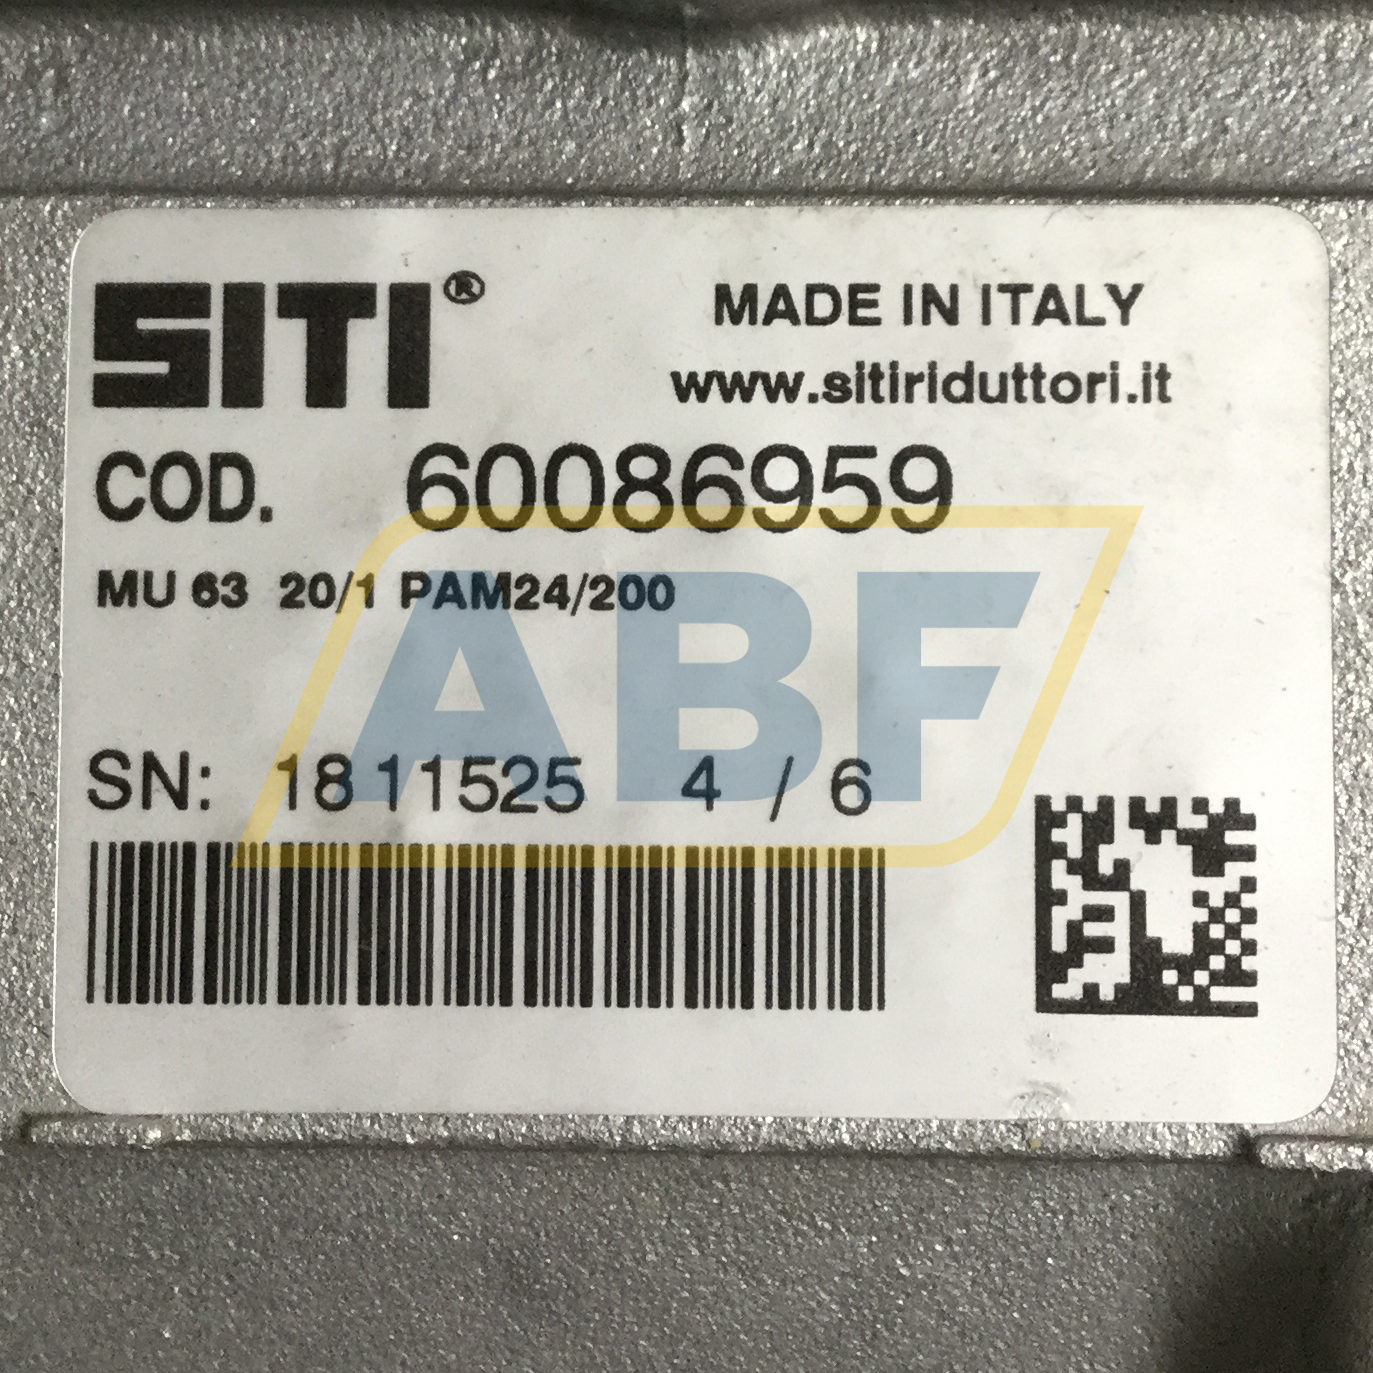 SITI®
MADE IN ITALY
www.sitiriduttori.it
COD. 60086959
MU 63 20/1 PAM24/200
ABF
SN: 1811525 4 / 6